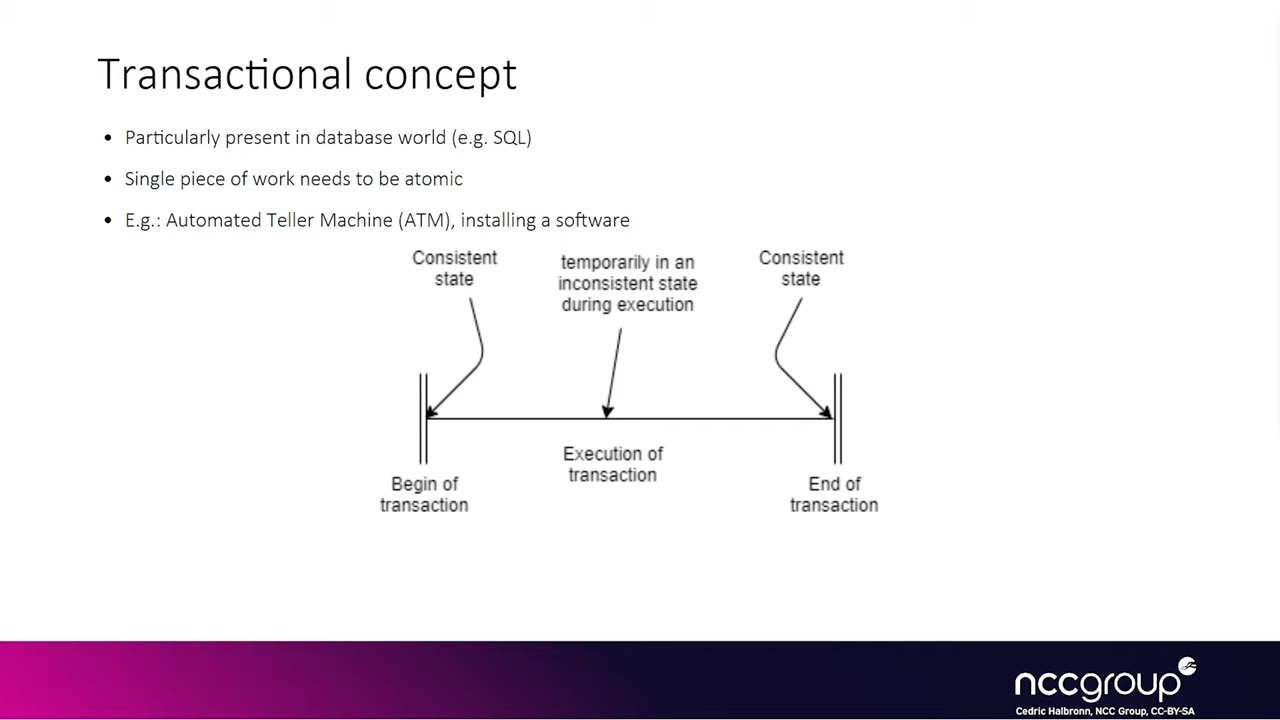 Transactional concept
• Particularly present in database world (e.g. SQL)
• Single piece of work needs to be atomic
• E.g.: Automated Teller Machine (ATM), installing a software
Consistent
state
temporarily in an
inconsistent state
during execution
Consistent
state
Execution of
transaction
Begin of
transaction
End of
transaction
nccgroup
Cedric Halbronn, NCC Group, CC-BY-SA